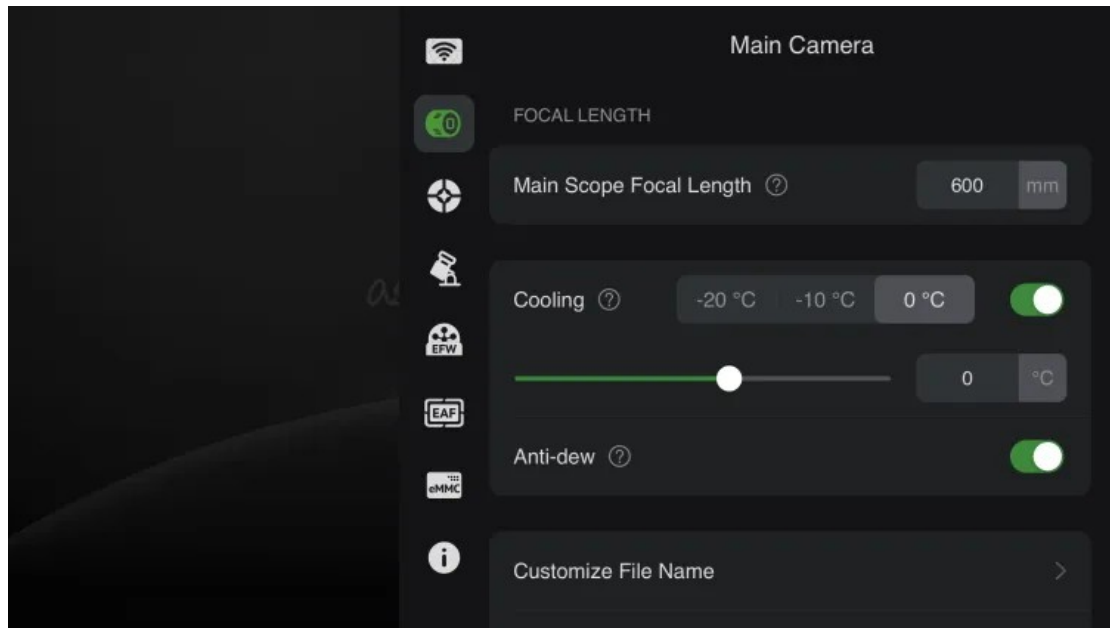 Main Camera
FOCAL LENGTH
Main Scope Focal Length ? 600 mm
Cooling ? -20 °C -10 °C 0 °C
EFW
0 °C
EAF
Anti-dew ?
eMMC
i
Customize File Name